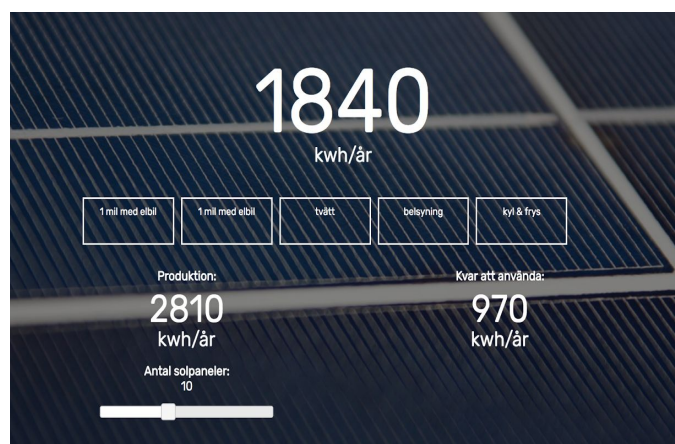 1840
kwh/år
1 mil med elbil
1 mil med elbil
tvätt
belsyning
kyl & frys
Produktion:
2810
kwh/år
Kvar att använda:
970
kwh/år
Antal solpaneler:
10